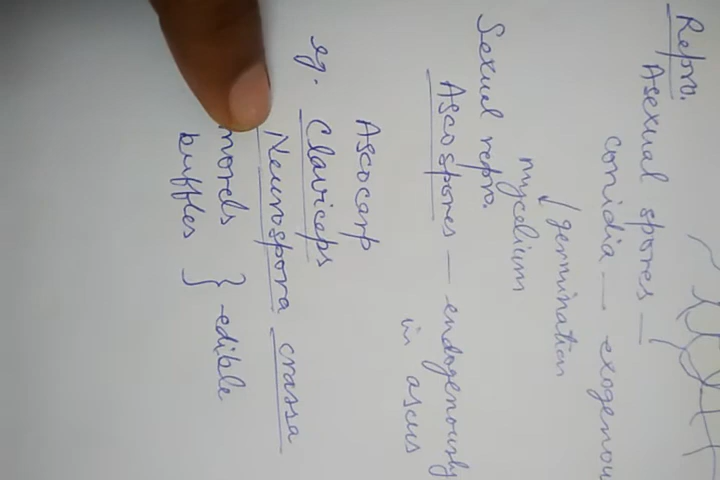 Repro.
Asexual spores —
conidia — exogenou
↓ germination
mycelium
Sexual repro.
Ascospores — endogenously
in ascus
Ascocarp
eg. Claviceps
Neurospora crassa
morels
buffles } edible